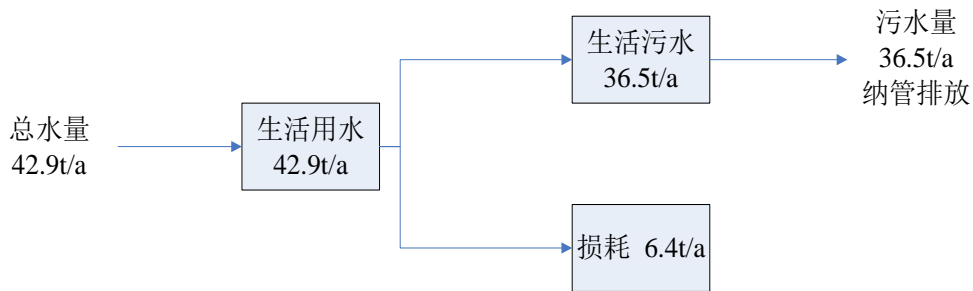 总水量
42.9t/a
生活用水
42.9t/a
生活污水
36.5t/a
污水量
36.5t/a
纳管排放
损耗 6.4t/a